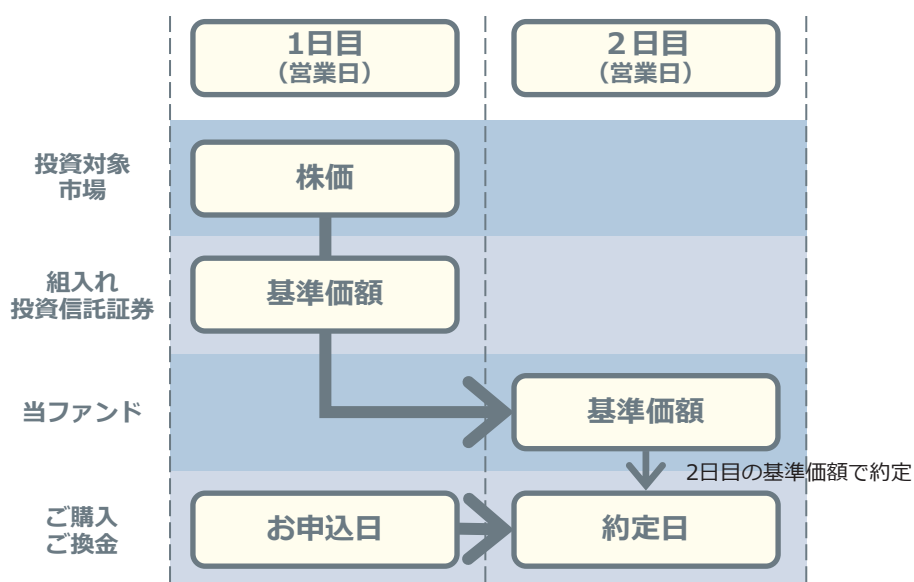 1日目
（営業日）
２日目
（営業日）
投資対象
市場
株価
組入れ
投資信託証券
基準価額
当ファンド
基準価額
2日目の基準価額で約定
ご購入
ご換金
お申込日
約定日